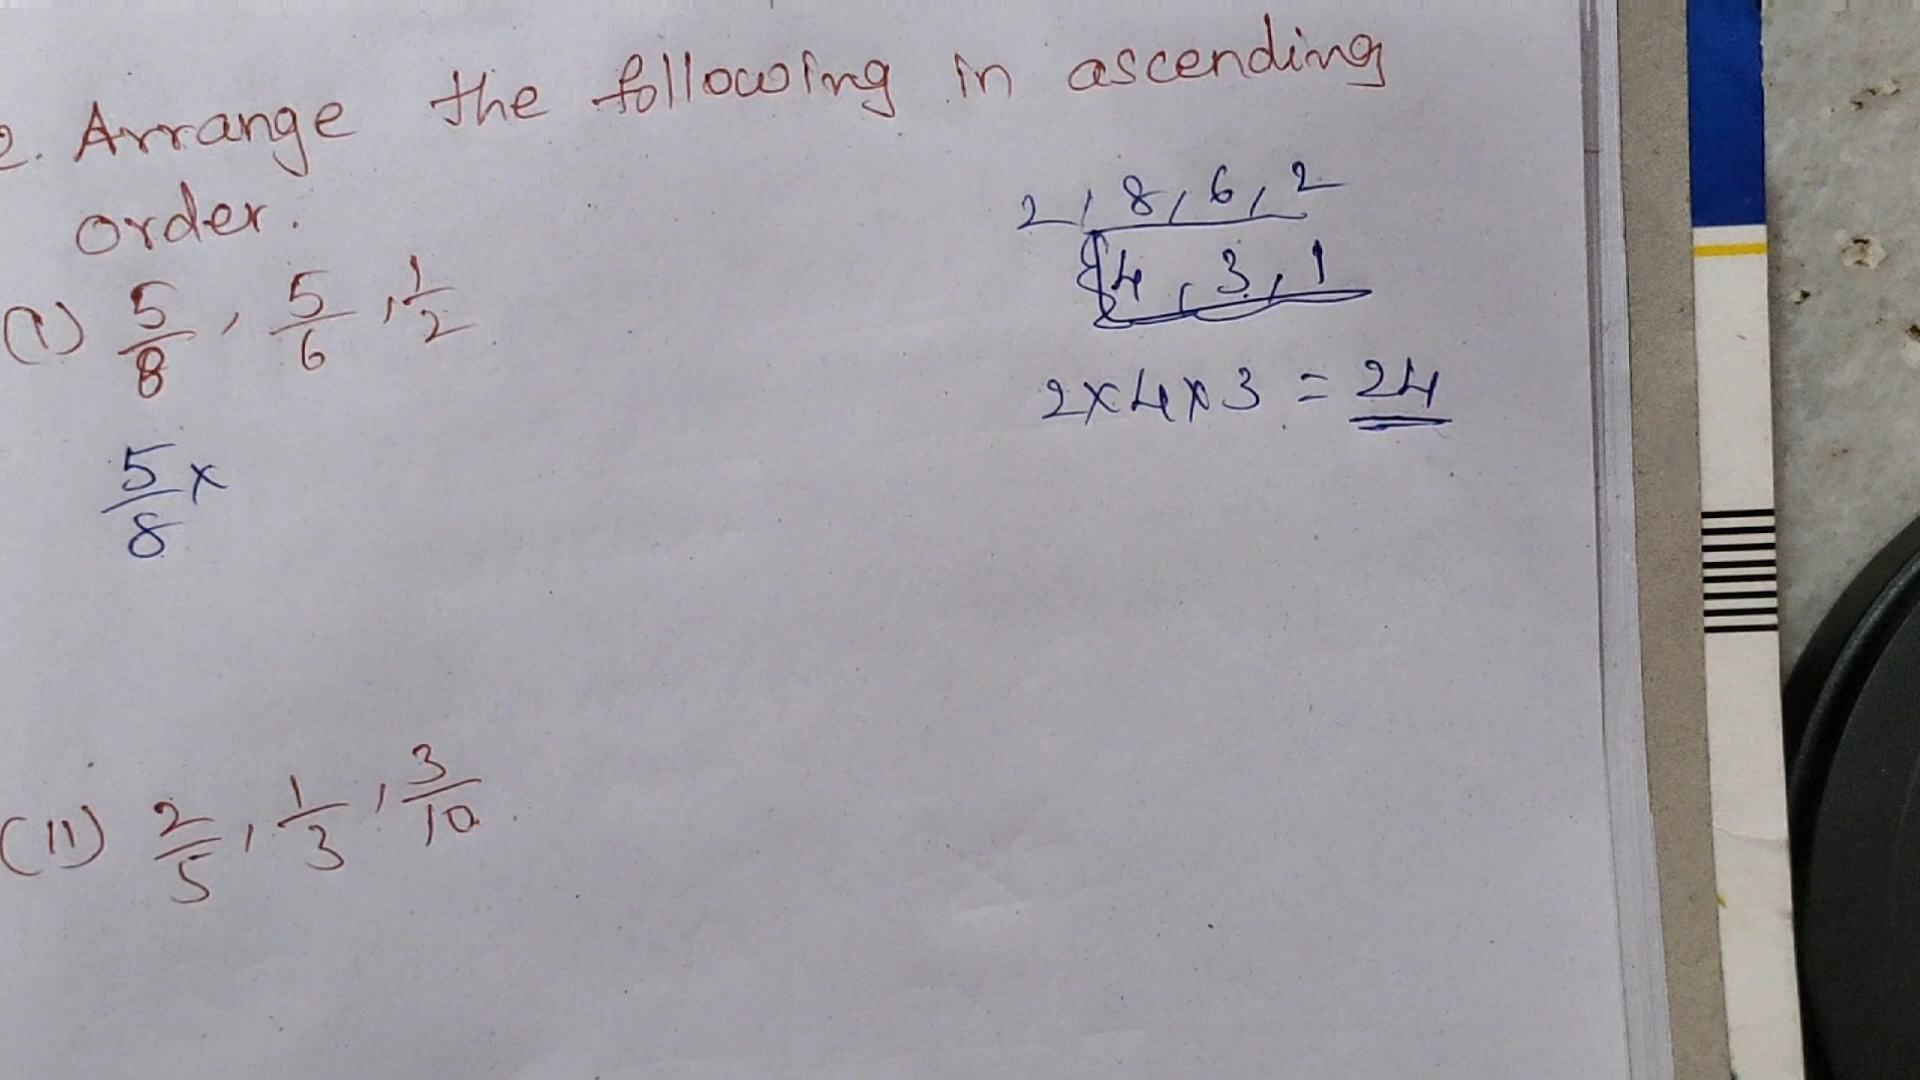 2. Arrange the following in ascending
order.
(i) 5/8, 5/6, 1/2
2, 8, 6, 2
4, 3, 1
2×4×3 = 24
5/8 ×
(ii) 2/5, 1/3, 3/10.